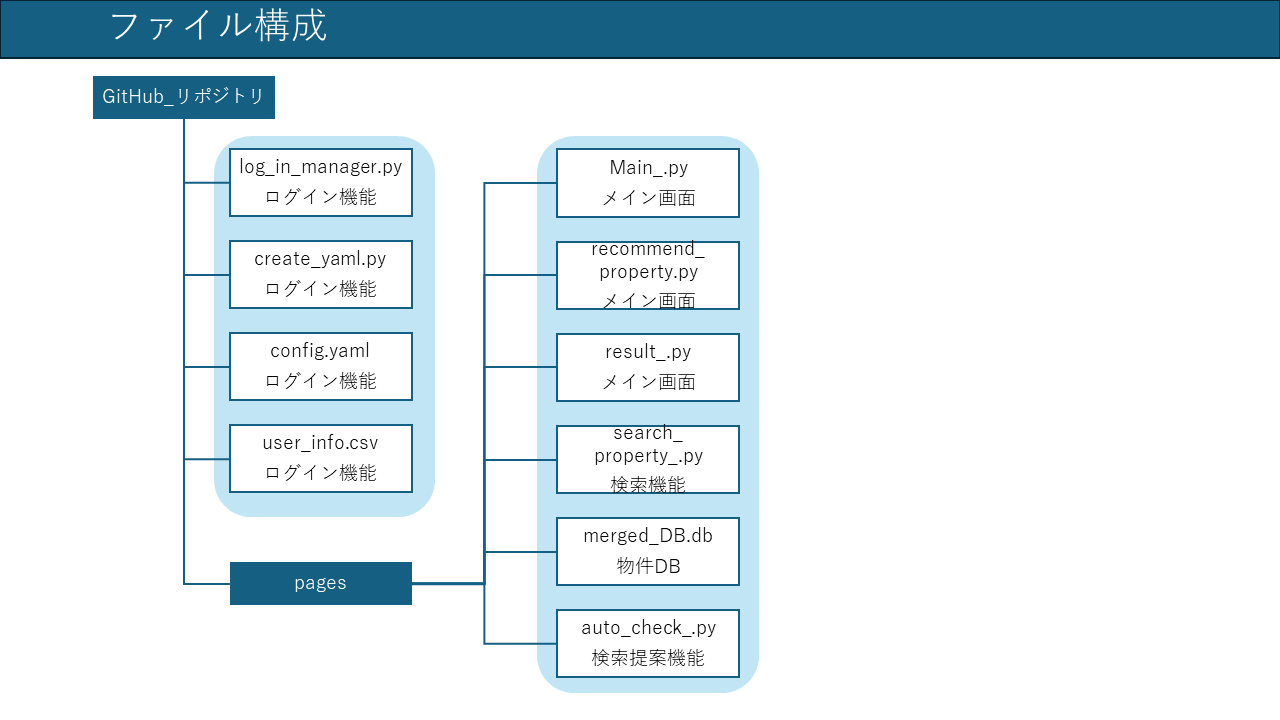 ファイル構成
GitHub_リポジトリ
log_in_manager.py
ログイン機能
create_yaml.py
ログイン機能
config.yaml
ログイン機能
user_info.csv
ログイン機能
pages
Main_.py
メイン画面
recommend_
property.py
メイン画面
result_.py
メイン画面
search_
property_.py
検索機能
merged_DB.db
物件DB
auto_check_.py
検索提案機能